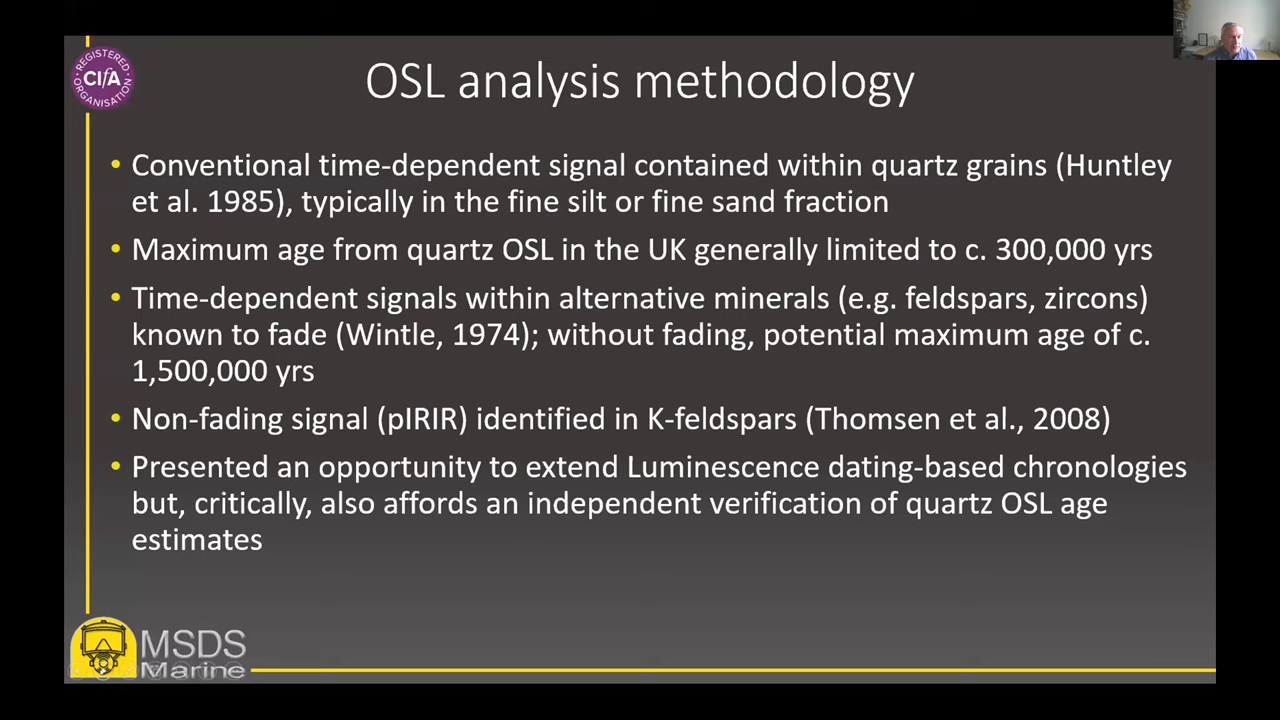 REGISTERED
CIfA
ORGANISATION
OSL analysis methodology
• Conventional time-dependent signal contained within quartz grains (Huntley
et al. 1985), typically in the fine silt or fine sand fraction
• Maximum age from quartz OSL in the UK generally limited to c. 300,000 yrs
• Time-dependent signals within alternative minerals (e.g. feldspars, zircons)
known to fade (Wintle, 1974); without fading, potential maximum age of c.
1,500,000 yrs
• Non-fading signal (pIRIR) identified in K-feldspars (Thomsen et al., 2008)
• Presented an opportunity to extend Luminescence dating-based chronologies
but, critically, also affords an independent verification of quartz OSL age
estimates
MSDS
Marine